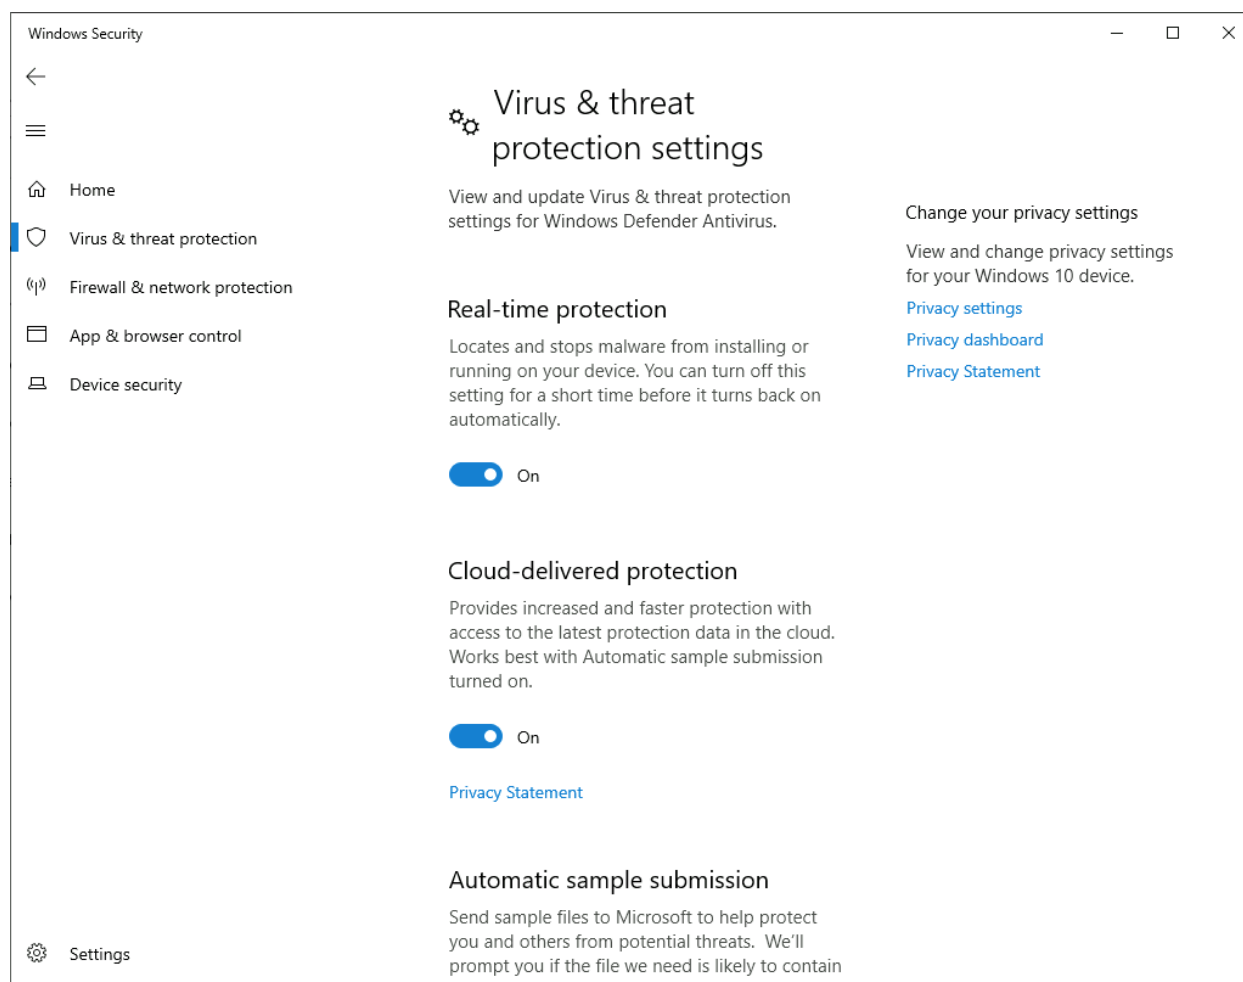 Windows Security
Home
Virus & threat protection
Firewall & network protection
App & browser control
Device security
Settings
Virus & threat
protection settings
View and update Virus & threat protection
settings for Windows Defender Antivirus.
Real-time protection
Locates and stops malware from installing or
running on your device. You can turn off this
setting for a short time before it turns back on
automatically.
On
Cloud-delivered protection
Provides increased and faster protection with
access to the latest protection data in the cloud.
Works best with Automatic sample submission
turned on.
On
Privacy Statement
Automatic sample submission
Send sample files to Microsoft to help protect
you and others from potential threats.  We'll
prompt you if the file we need is likely to contain
Change your privacy settings
View and change privacy settings
for your Windows 10 device.
Privacy settings
Privacy dashboard
Privacy Statement